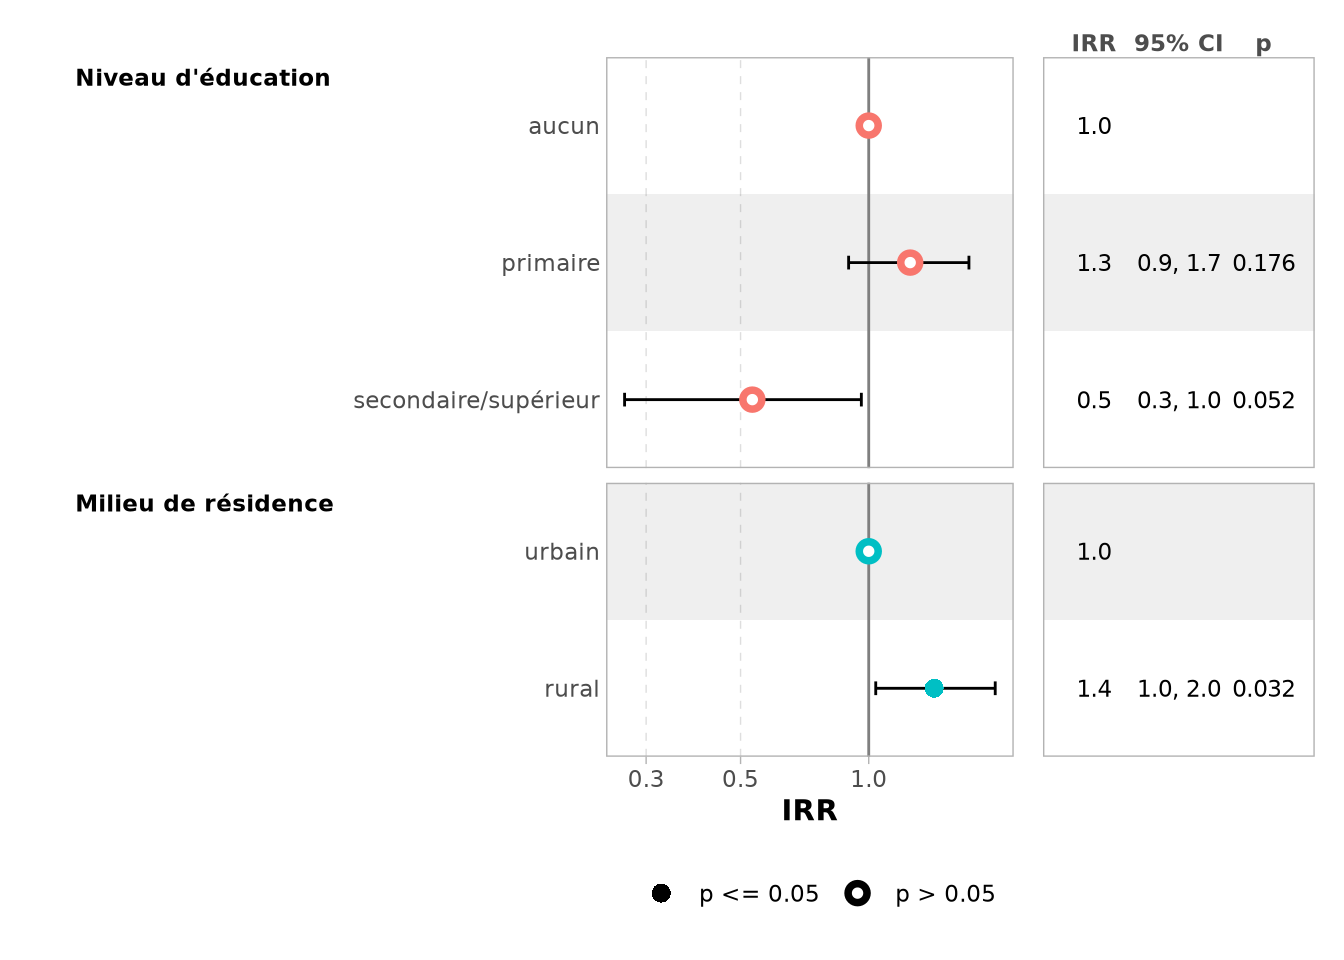 IRR 95% CI p
Niveau d'éducation
aucun 1.0
primaire 1.3 0.9, 1.7 0.176
secondaire/supérieur 0.5 0.3, 1.0 0.052
Milieu de résidence
urbain 1.0
rural 1.4 1.0, 2.0 0.032
0.3 0.5 1.0
IRR
p <= 0.05 p > 0.05